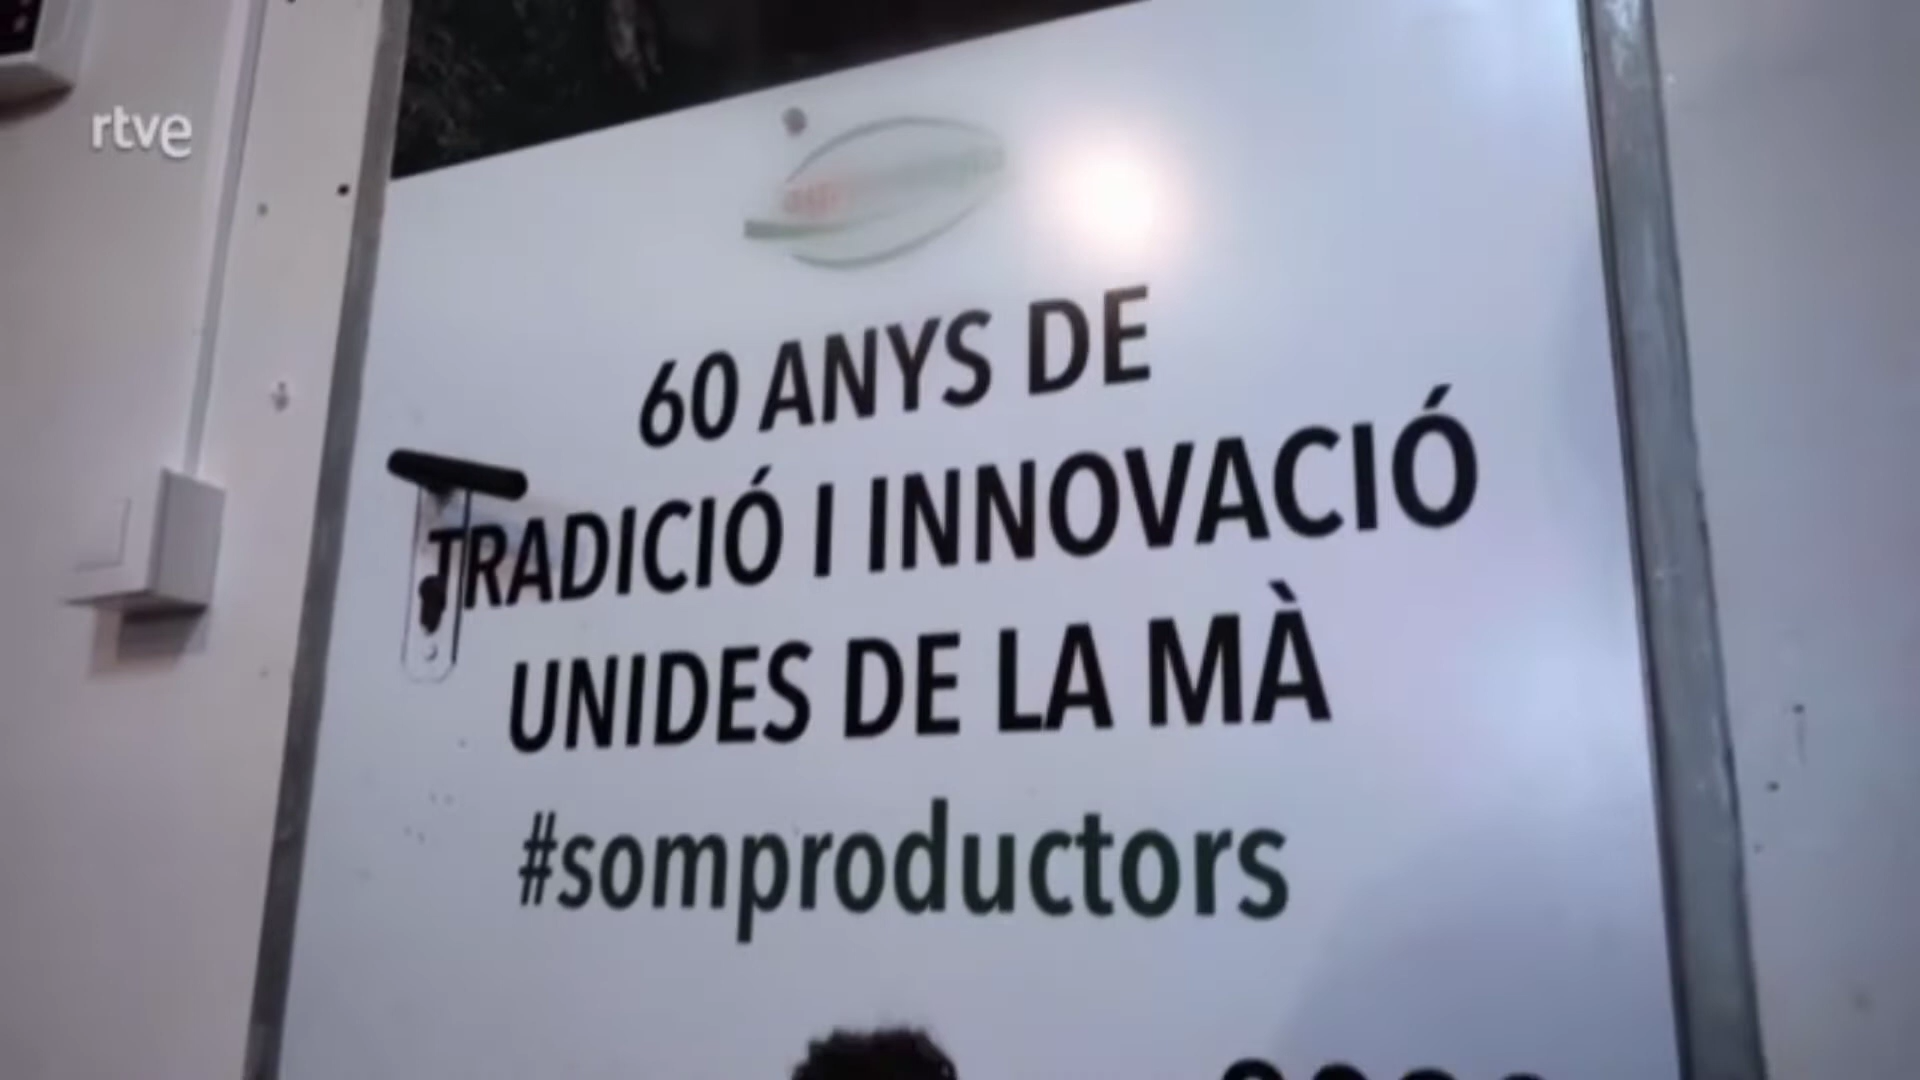 rtve
60 ANYS DE
TRADICIÓ I INNOVACIÓ
UNIDES DE LA MÀ
#somproductors